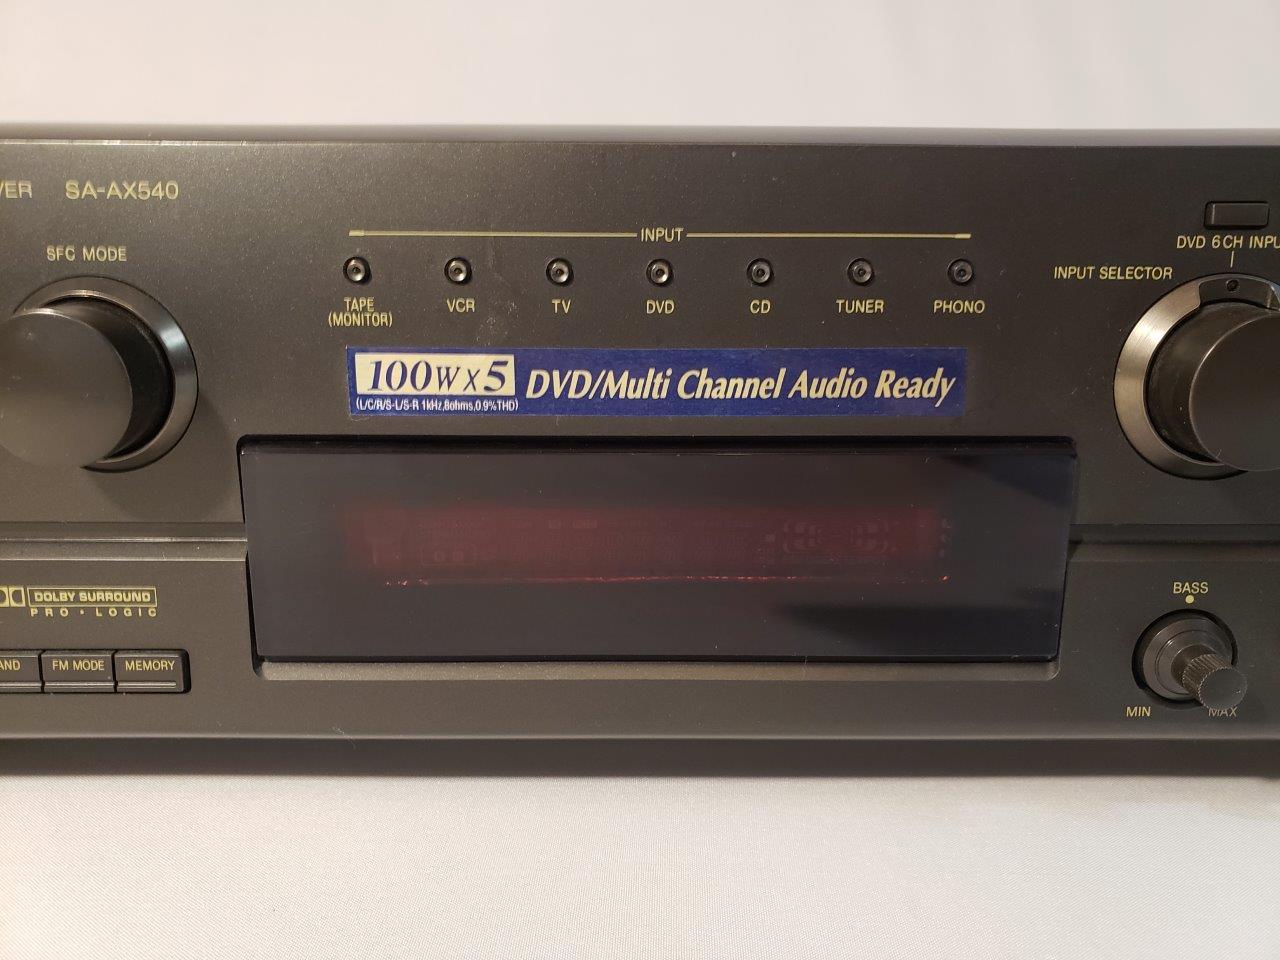 VER SA-AX540
SFC MODE
INPUT
TAPE
(MONITOR)
VCR
TV
DVD
CD
TUNER
PHONO
DVD 6CH INPU
INPUT SELECTOR
100W X 5 DVD/Multi Channel Audio Ready
(L/C/R/S-L/S-R 1kHz,8ohms,0.9%THD)
DOLBY SURROUND
PRO • LOGIC
AND
FM MODE
MEMORY
BASS
MIN
MAX